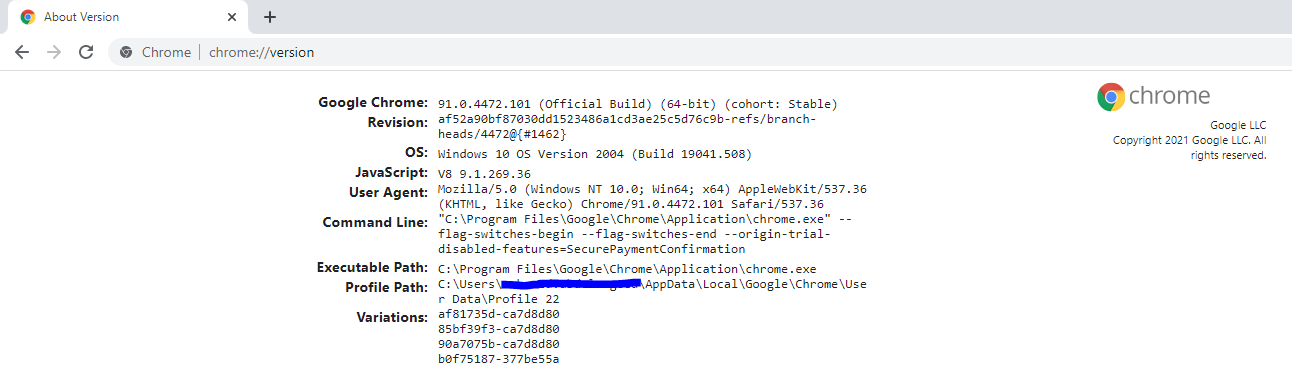 About Version
Chrome | chrome://version
chrome
Google LLC
Copyright 2021 Google LLC. All
rights reserved.
Google Chrome: 91.0.4472.101 (Official Build) (64-bit) (cohort: Stable)
Revision: af52a90bf87030dd1523486a1cd3ae25c5d76c9b-refs/branch-
heads/4472@{#1462}
OS: Windows 10 OS Version 2004 (Build 19041.508)
JavaScript: V8 9.1.269.36
User Agent: Mozilla/5.0 (Windows NT 10.0; Win64; x64) AppleWebKit/537.36
(KHTML, like Gecko) Chrome/91.0.4472.101 Safari/537.36
Command Line: "C:\Program Files\Google\Chrome\Application\chrome.exe" --
flag-switches-begin --flag-switches-end --origin-trial-
disabled-features=SecurePaymentConfirmation
Executable Path: C:\Program Files\Google\Chrome\Application\chrome.exe
Profile Path: C:\Users\ \AppData\Local\Google\Chrome\Use
r Data\Profile 22
Variations: af81735d-ca7d8d80
85bf39f3-ca7d8d80
90a7075b-ca7d8d80
b0f75187-377be55a